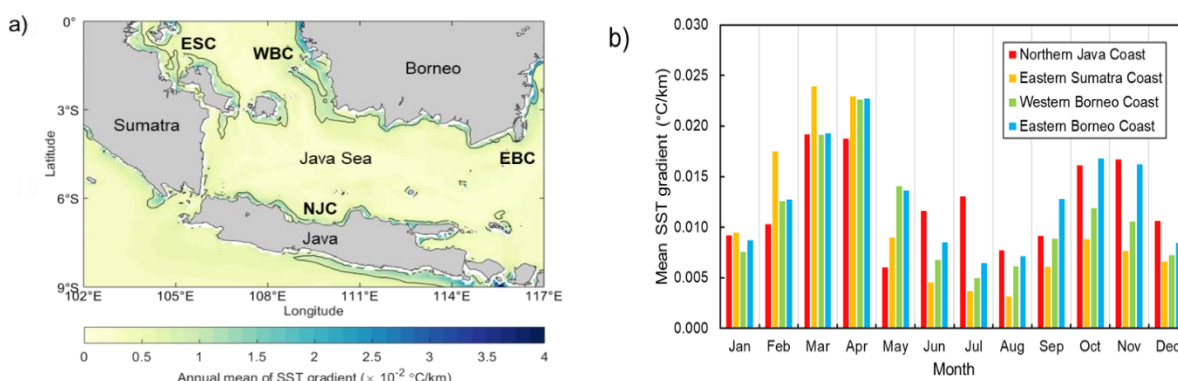 a)
0°
3°S
6°S
9°S
Latitude
ESC
WBC
Borneo
Sumatra
Java Sea
EBC
NJC
Java
102°E
105°E
108°E
111°E
114°E
117°E
Longitude
0
0.5
1
1.5
2
2.5
3
3.5
4
Annual mean of SST gradient (× 10⁻² °C/km)
b)
0.030
0.025
0.020
0.015
0.010
0.005
0.000
Mean SST gradient (°C/km)
Northern Java Coast
Eastern Sumatra Coast
Western Borneo Coast
Eastern Borneo Coast
Jan Feb Mar Apr May Jun Jul Aug Sep Oct Nov Dec
Month